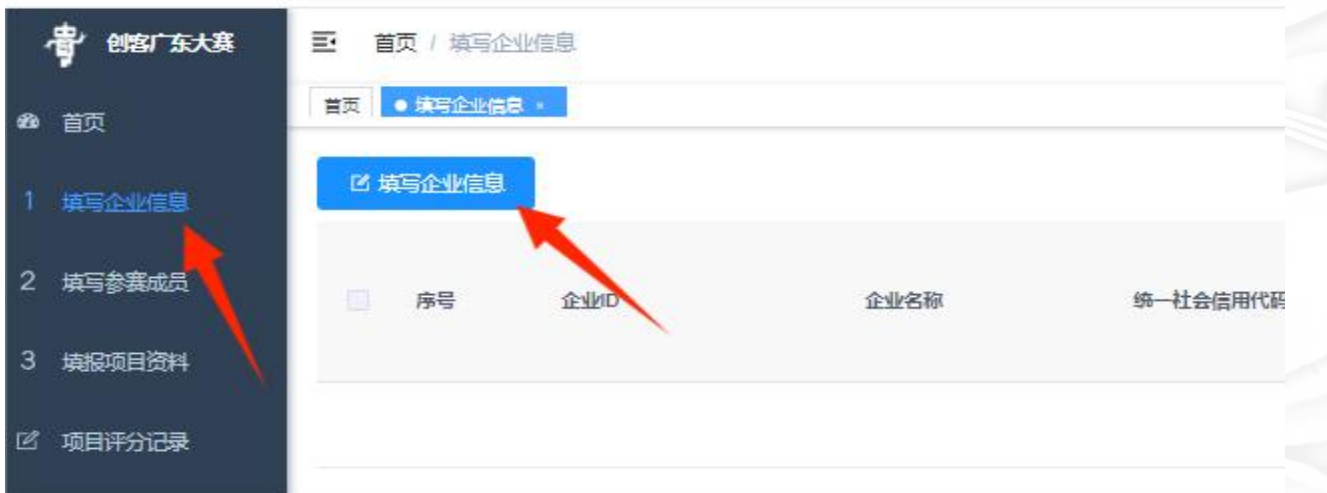 创客广东大赛
首页 / 填写企业信息
首页 填写企业信息 ×
首页
1 填写企业信息
2 填写参赛成员
3 填报项目资料
项目评分记录
填写企业信息
序号 企业ID 企业名称 统一社会信用代码